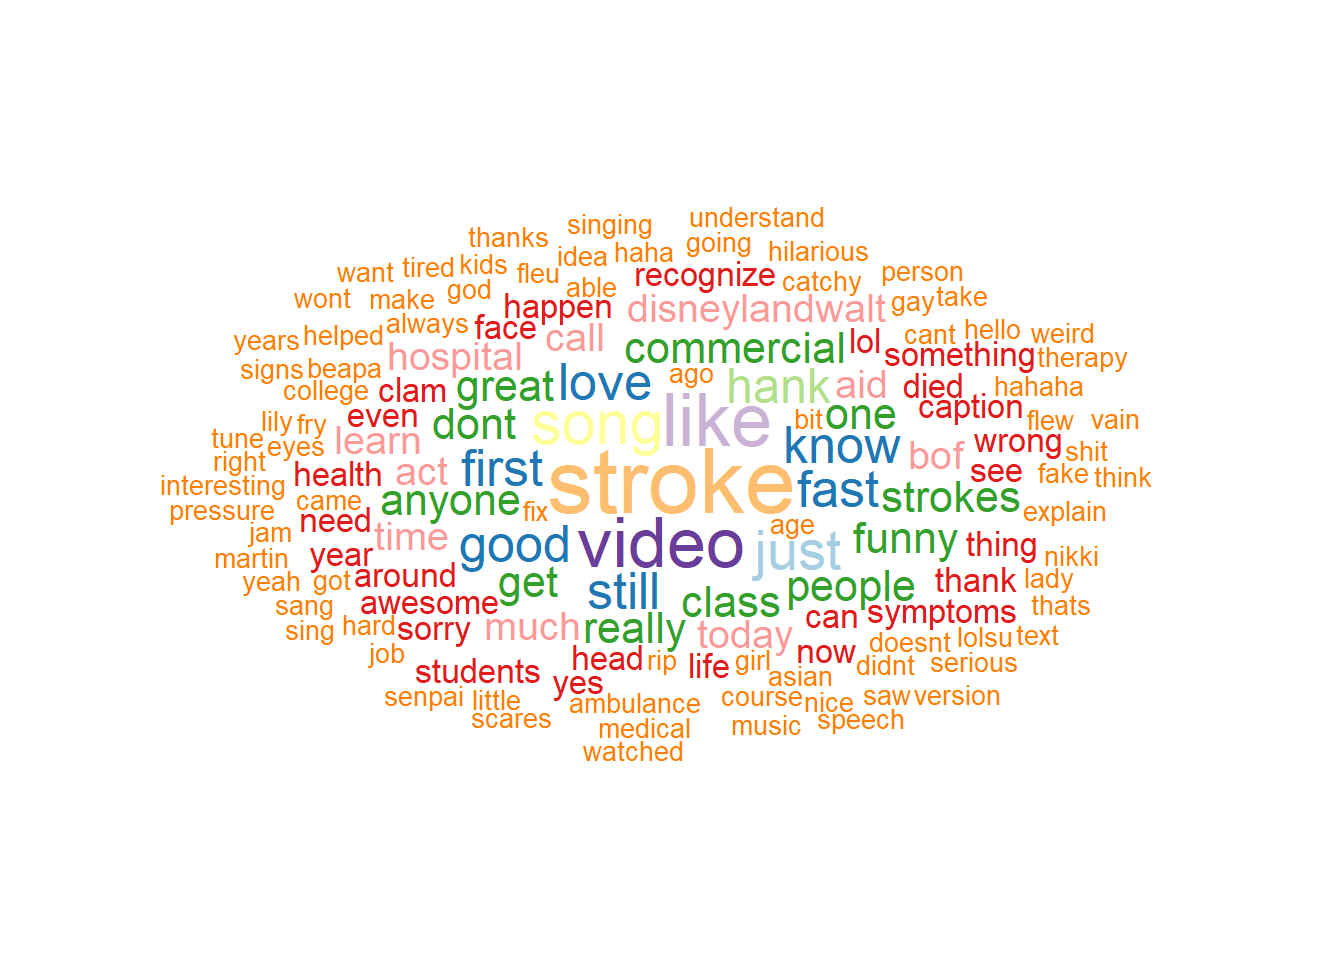 understand
singing
thanks
going
idea haha
hilarious
want tired kids fleu able recognize catchy person
wont make god happen disneylandwalt gay take
years helped always face call commercial lol cant hello weird
signs beapa hospital great love ago hank aid something therapy
college clam died hahaha
lily fry even dont song like bit one caption flew vain
tune eyes learn know bof wrong shit
right health act first stroke fast see fake think
interesting came anyone fix strokes explain
pressure need age
jam time good video just funny thing nikki
martin year
yeah got around get still class people thank lady
sang awesome can symptoms thats
sing hard sorry much really today doesnt lolsu text
job students head rip life girl now didnt serious
yes asian
senpai little ambulance course nice saw version
scares medical music speech
watched